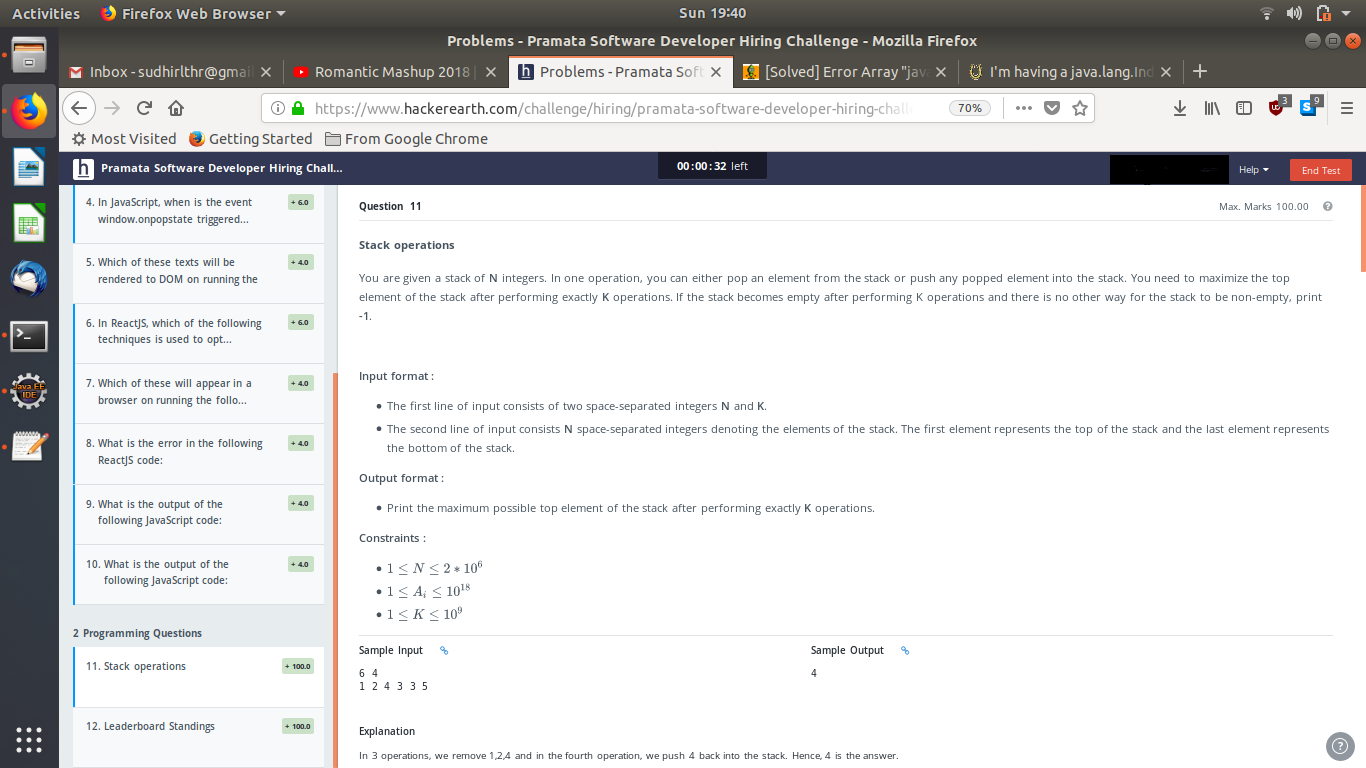 Activities Firefox Web Browser Sun 19:40
Problems - Pramata Software Developer Hiring Challenge - Mozilla Firefox
Inbox - sudhirlthr@gmai Romantic Mashup 2018 Problems - Pramata Soft [Solved] Error Array "jav I'm having a java.lang.Ind
https://www.hackerearth.com/challenge/hiring/pramata-software-developer-hiring-chall 70% 3 9
Most Visited Getting Started From Google Chrome
h Pramata Software Developer Hiring Chall... 00:00:32 left Help End Test
4. In JavaScript, when is the event
window.onpopstate triggered...
+ 6.0
5. Which of these texts will be
rendered to DOM on running the
+ 4.0
6. In ReactJS, which of the following
techniques is used to opt...
+ 6.0
7. Which of these will appear in a
browser on running the follo...
+ 4.0
8. What is the error in the following
ReactJS code:
+ 4.0
9. What is the output of the
following JavaScript code:
+ 4.0
10. What is the output of the
following JavaScript code:
+ 4.0
2 Programming Questions
11. Stack operations
+ 100.0
12. Leaderboard Standings
+ 100.0
Java EE
IDE
Question 11 Max. Marks 100.00
Stack operations
You are given a stack of N integers. In one operation, you can either pop an element from the stack or push any popped element into the stack. You need to maximize the top
element of the stack after performing exactly K operations. If the stack becomes empty after performing K operations and there is no other way for the stack to be non-empty, print
-1.
Input format :
• The first line of input consists of two space-separated integers N and K.
• The second line of input consists N space-separated integers denoting the elements of the stack. The first element represents the top of the stack and the last element represents
the bottom of the stack.
Output format :
• Print the maximum possible top element of the stack after performing exactly K operations.
Constraints :
• 1 ≤ N ≤ 2 ∗ 10⁶
• 1 ≤ Aᵢ ≤ 10¹⁸
• 1 ≤ K ≤ 10⁹
Sample Input Sample Output
6 4 4
1 2 4 3 3 5
Explanation
In 3 operations, we remove 1,2,4 and in the fourth operation, we push 4 back into the stack. Hence, 4 is the answer.